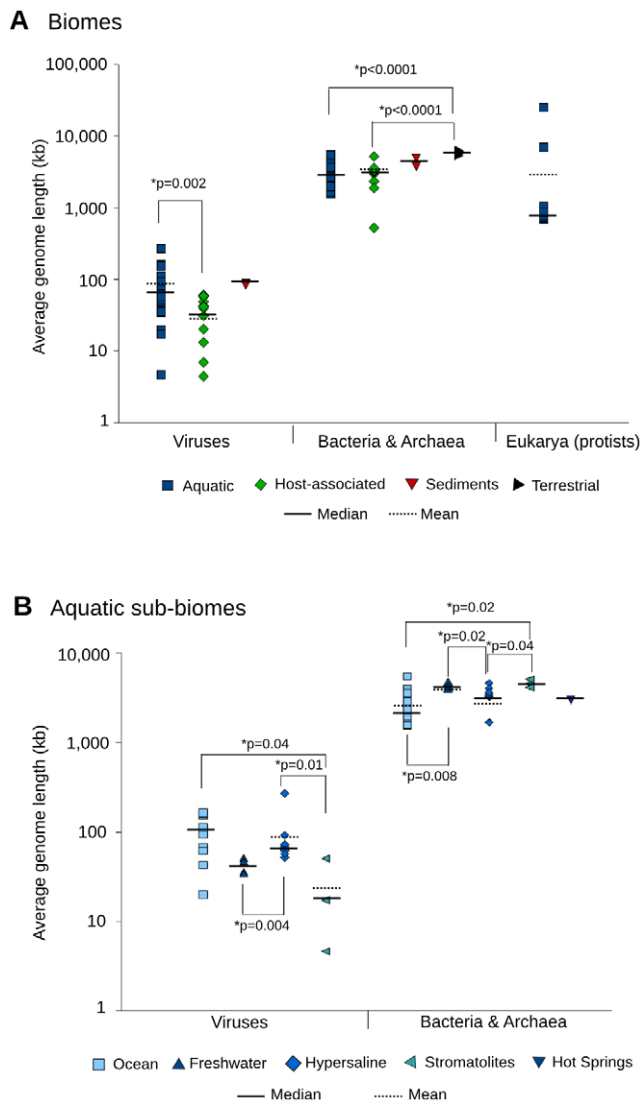 A Biomes
100,000
10,000
1,000
100
10
1
Average genome length (kb)
*p<0.0001
*p<0.0001
*p=0.002
Viruses Bacteria & Archaea Eukarya (protists)
Aquatic Host-associated Sediments Terrestrial
Median Mean
B Aquatic sub-biomes
10,000
1,000
100
10
1
Average genome length (kb)
*p=0.02
*p=0.02
*p=0.04
*p=0.008
*p=0.04
*p=0.01
*p=0.004
Viruses Bacteria & Archaea
Ocean Freshwater Hypersaline Stromatolites Hot Springs
Median Mean